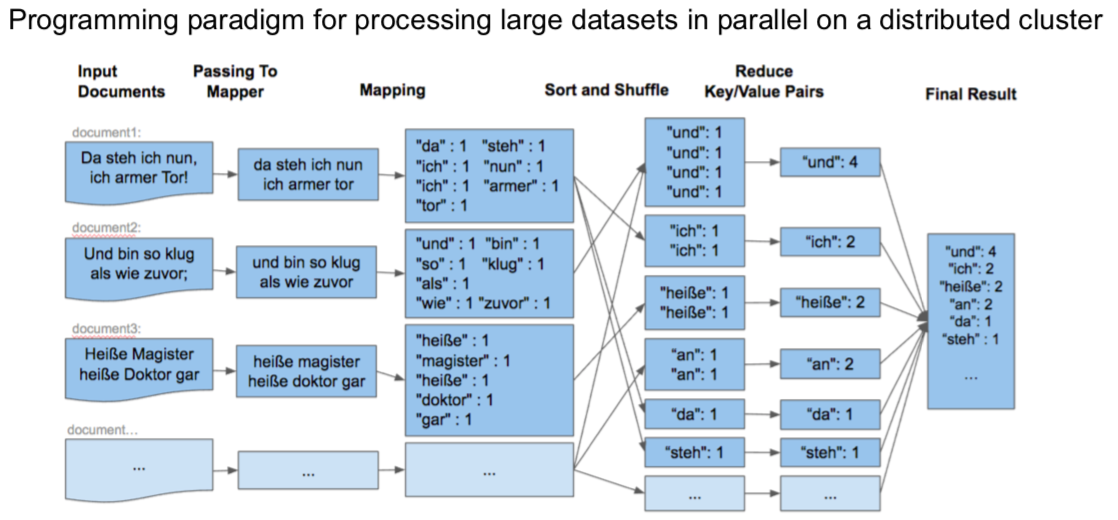 Programming paradigm for processing large datasets in parallel on a distributed cluster
Input
Documents
Passing To
Mapper
Mapping
Sort and Shuffle
Reduce
Key/Value Pairs
Final Result
document1:
Da steh ich nun,
ich armer Tor!
da steh ich nun
ich armer tor
"da" : 1 "steh" : 1
"ich" : 1 "nun" : 1
"ich" : 1 "armer" : 1
"tor" : 1
document2:
Und bin so klug
als wie zuvor;
und bin so klug
als wie zuvor
"und" : 1 "bin" : 1
"so" : 1 "klug" : 1
"als" : 1
"wie" : 1 "zuvor" : 1
document3:
Heiße Magister
heiße Doktor gar
heiße magister
heiße doktor gar
"heiße" : 1
"magister" : 1
"heiße" : 1
"doktor" : 1
"gar" : 1
document...
...
...
...
"und": 1
"und": 1
"und": 1
"und": 1
"und": 4
"ich": 1
"ich": 1
"ich": 2
"heiße": 1
"heiße": 1
"heiße": 2
"an": 1
"an": 1
"an": 2
"da": 1
"da": 1
"steh": 1
"steh": 1
...
...
"und": 4
"ich": 2
"heiße": 2
"an": 2
"da": 1
"steh" : 1
...